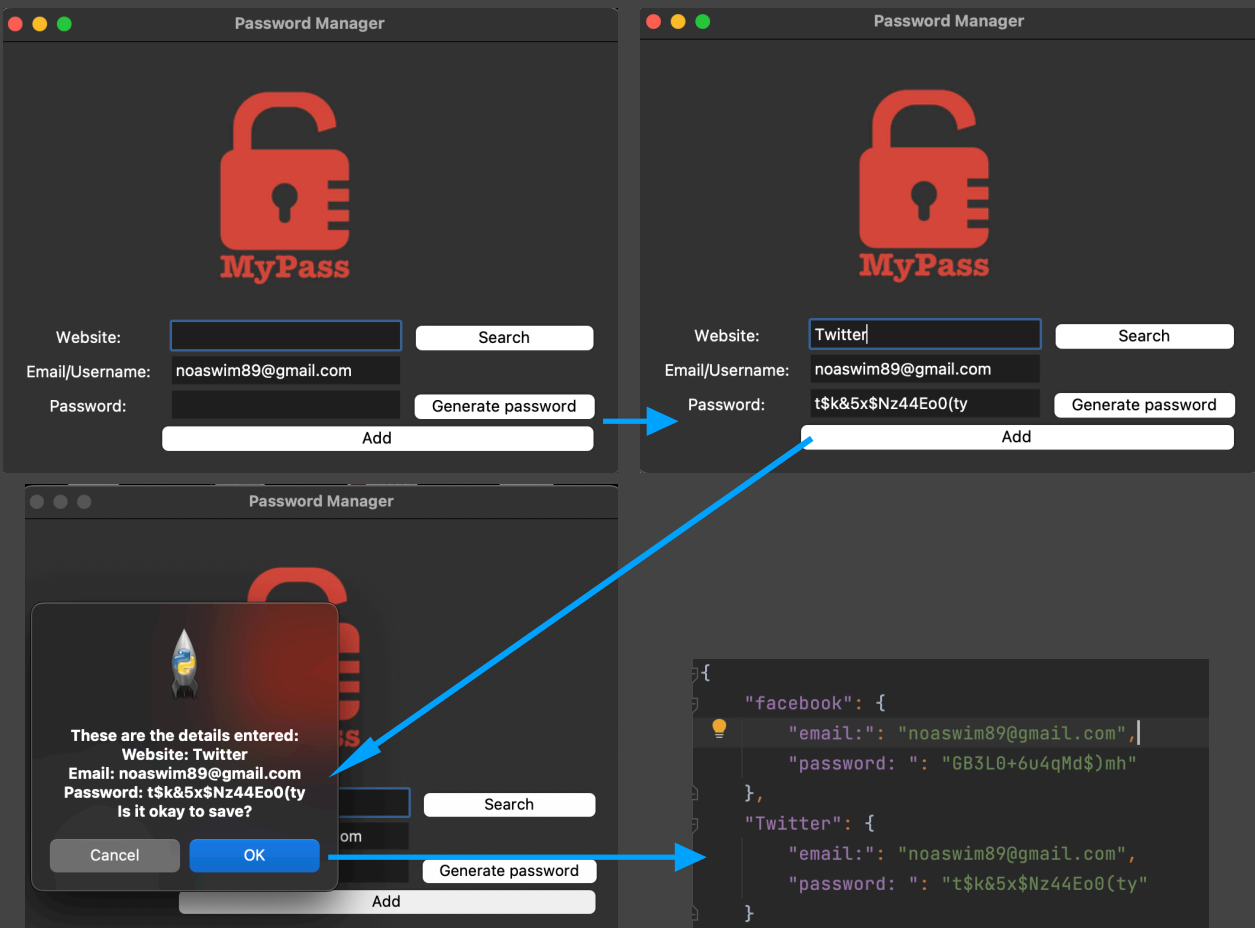 Password Manager
MyPass
Website:
Search
Email/Username: noaswim89@gmail.com
Password:
Generate password
Add
Password Manager
MyPass
Website: Twitter
Search
Email/Username: noaswim89@gmail.com
Password: t$k&5x$Nz44Eo0(ty
Generate password
Add
Password Manager
ss
These are the details entered:
Website: Twitter
Email: noaswim89@gmail.com
Password: t$k&5x$Nz44Eo0(ty
Is it okay to save?
Cancel
OK
Search
om
Generate password
Add
{
"facebook": {
"email:": "noaswim89@gmail.com",
"password: ": "GB3L0+6u4qMd$)mh"
},
"Twitter": {
"email:": "noaswim89@gmail.com",
"password: ": "t$k&5x$Nz44Eo0(ty"
}